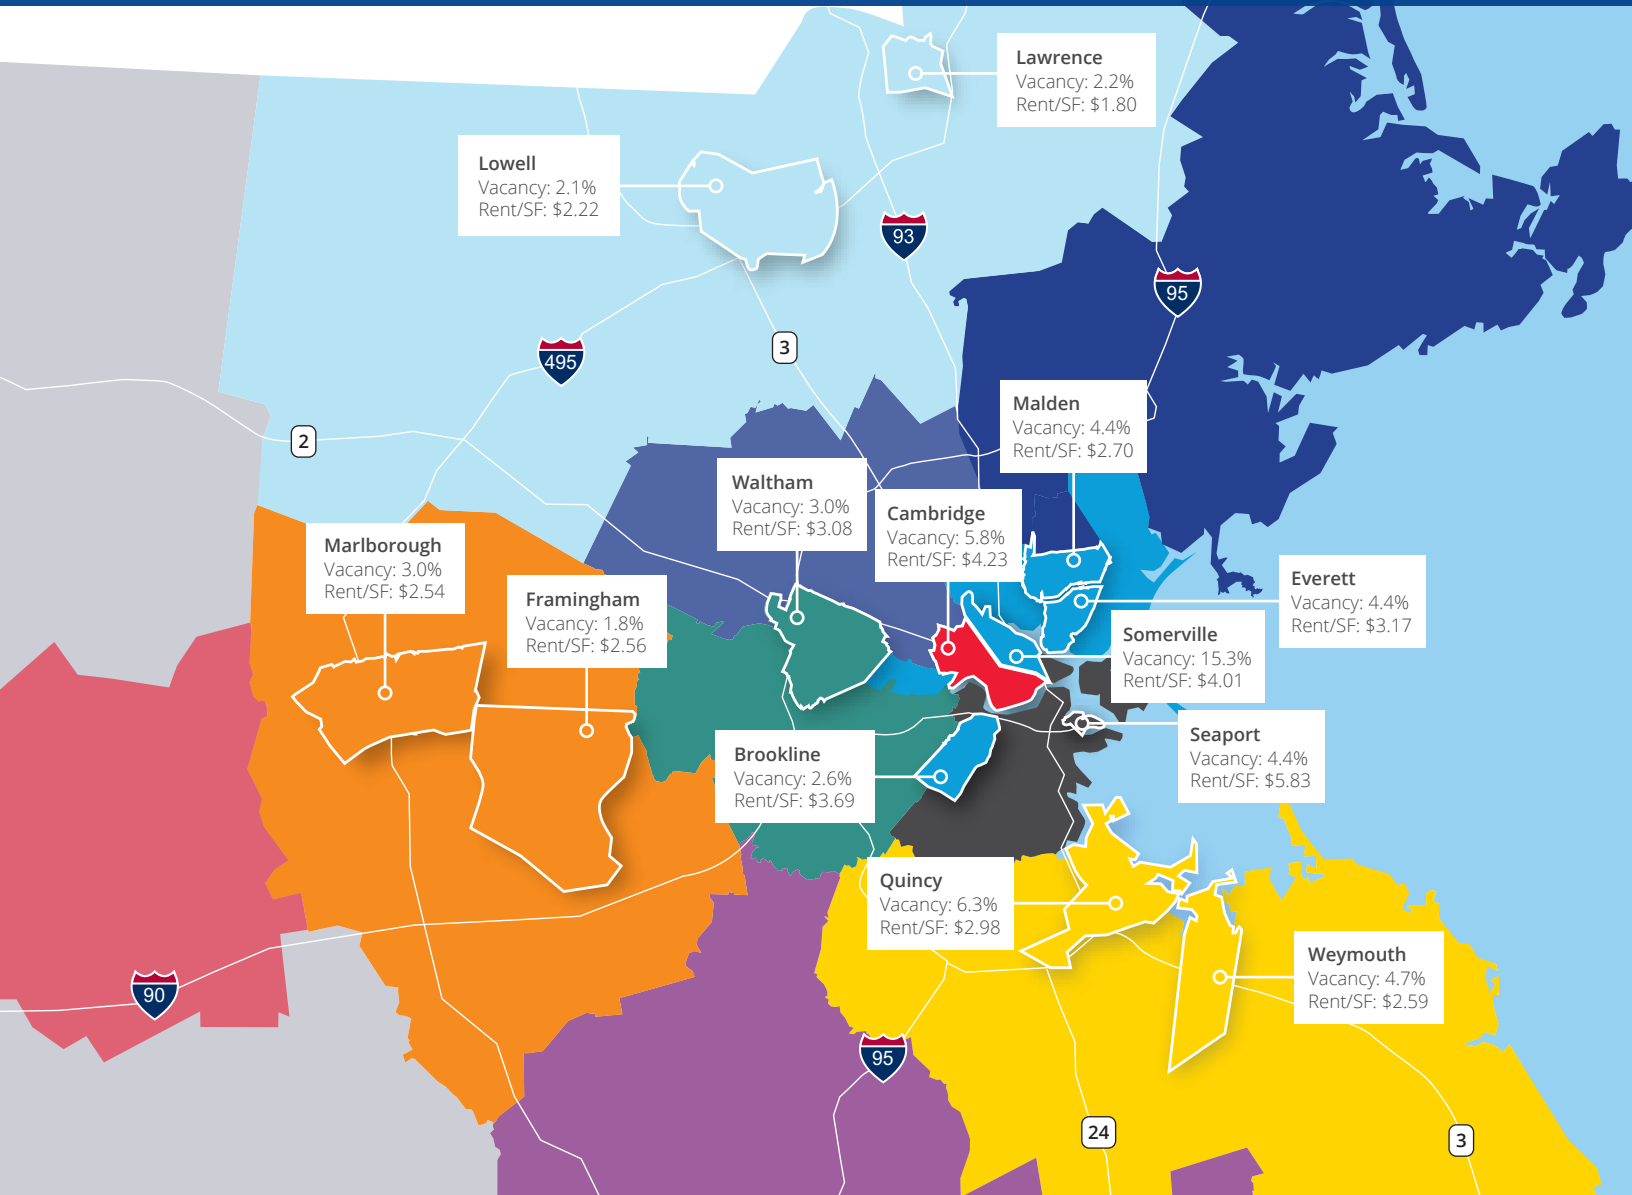 Lawrence
Vacancy: 2.2%
Rent/SF: $1.80
Lowell
Vacancy: 2.1%
Rent/SF: $2.22
93
95
3
495
2
Malden
Vacancy: 4.4%
Rent/SF: $2.70
Waltham
Vacancy: 3.0%
Rent/SF: $3.08
Cambridge
Vacancy: 5.8%
Rent/SF: $4.23
Marlborough
Vacancy: 3.0%
Rent/SF: $2.54
Framingham
Vacancy: 1.8%
Rent/SF: $2.56
Everett
Vacancy: 4.4%
Rent/SF: $3.17
Somerville
Vacancy: 15.3%
Rent/SF: $4.01
Seaport
Vacancy: 4.4%
Rent/SF: $5.83
Brookline
Vacancy: 2.6%
Rent/SF: $3.69
Quincy
Vacancy: 6.3%
Rent/SF: $2.98
Weymouth
Vacancy: 4.7%
Rent/SF: $2.59
90
95
24
3